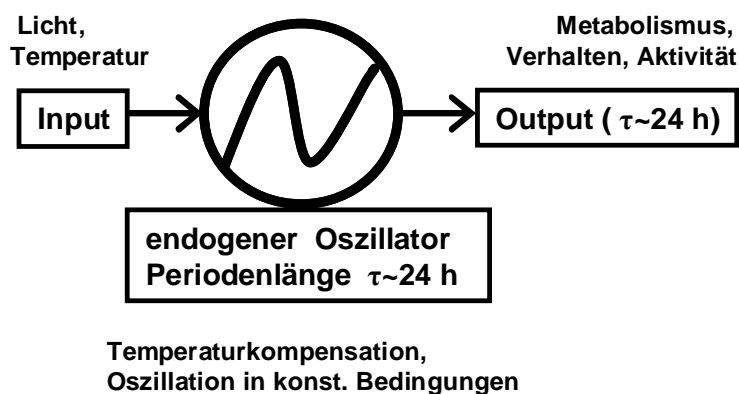 Licht,
Temperatur
Metabolismus,
Verhalten, Aktivität
Input
Output ( τ~24 h)
endogener Oszillator
Periodenlänge τ~24 h
Temperaturkompensation,
Oszillation in konst. Bedingungen